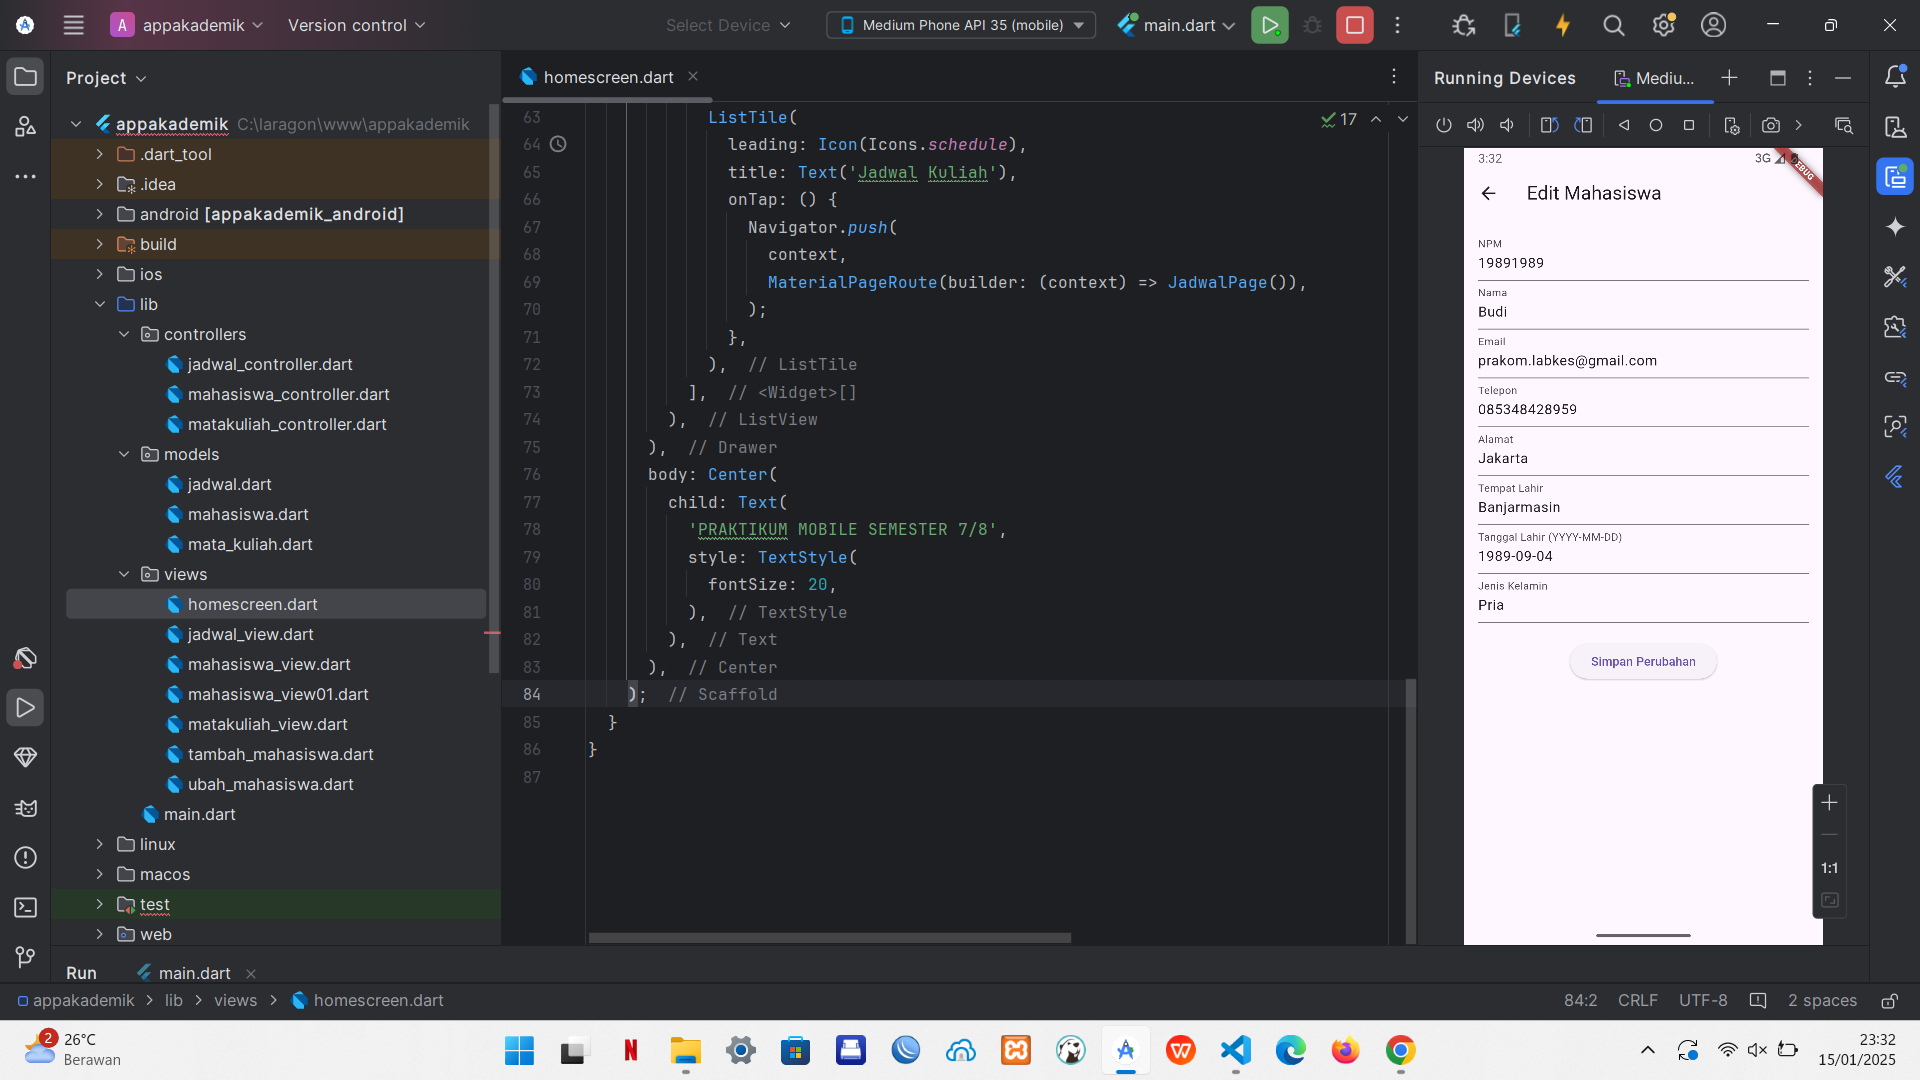 A appakademik Version control Select Device Medium Phone API 35 (mobile) main.dart
Project
appakademik C:\laragon\www\appakademik
.dart_tool
.idea
android [appakademik_android]
build
ios
lib
controllers
jadwal_controller.dart
mahasiswa_controller.dart
matakuliah_controller.dart
models
jadwal.dart
mahasiswa.dart
mata_kuliah.dart
views
homescreen.dart
jadwal_view.dart
mahasiswa_view.dart
mahasiswa_view01.dart
matakuliah_view.dart
tambah_mahasiswa.dart
ubah_mahasiswa.dart
main.dart
linux
macos
test
web
homescreen.dart
17
63 ListTile(
64 leading: Icon(Icons.schedule),
65 title: Text('Jadwal Kuliah'),
66 onTap: () {
67 Navigator.push(
68 context,
69 MaterialPageRoute(builder: (context) => JadwalPage()),
70 );
71 },
72 ), // ListTile
73 ], // <Widget>[]
74 ), // ListView
75 ), // Drawer
76 body: Center(
77 child: Text(
78 'PRAKTIKUM MOBILE SEMESTER 7/8',
79 style: TextStyle(
80 fontSize: 20,
81 ), // TextStyle
82 ), // Text
83 ), // Center
84 ); // Scaffold
85 }
86 }
87
Running Devices Mediu...
3:32 3G
DEBUG
Edit Mahasiswa
NPM
19891989
Nama
Budi
Email
prakom.labkes@gmail.com
Telepon
085348428959
Alamat
Jakarta
Tempat Lahir
Banjarmasin
Tanggal Lahir (YYYY-MM-DD)
1989-09-04
Jenis Kelamin
Pria
Simpan Perubahan
1:1
Run main.dart
appakademik > lib > views > homescreen.dart 84:2 CRLF UTF-8 2 spaces
2
26°C
Berawan
N
W
23:32
15/01/2025